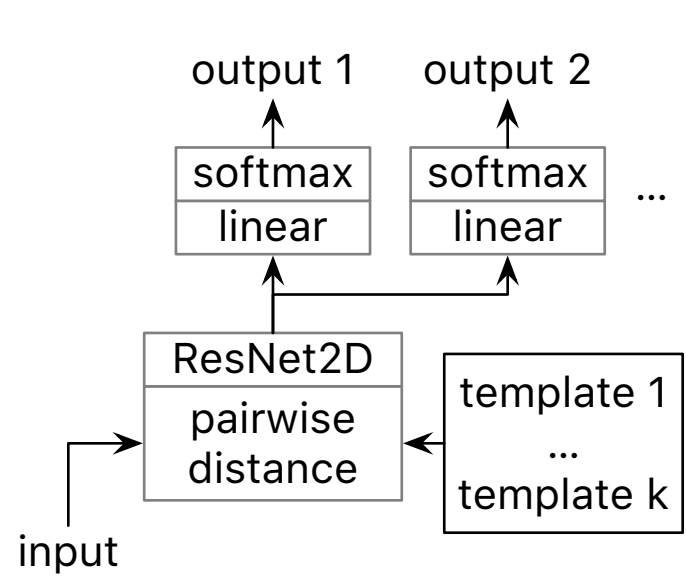 output 1
output 2
softmax
linear
softmax
linear
...
ResNet2D
pairwise
distance
template 1
...
template k
input